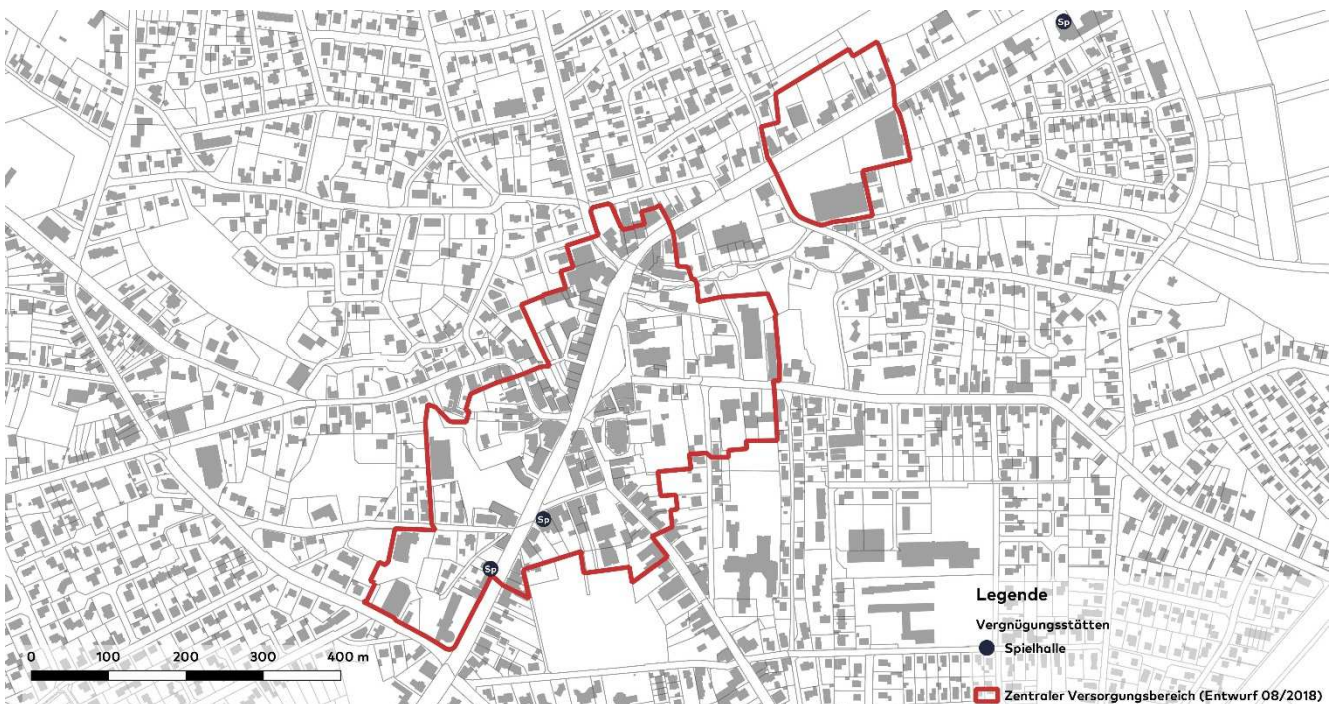 Sp
Sp
Sp
Legende
Vergnügungsstätten
Spielhalle
Zentraler Versorgungsbereich (Entwurf 08/2018)
0 100 200 300 400 m